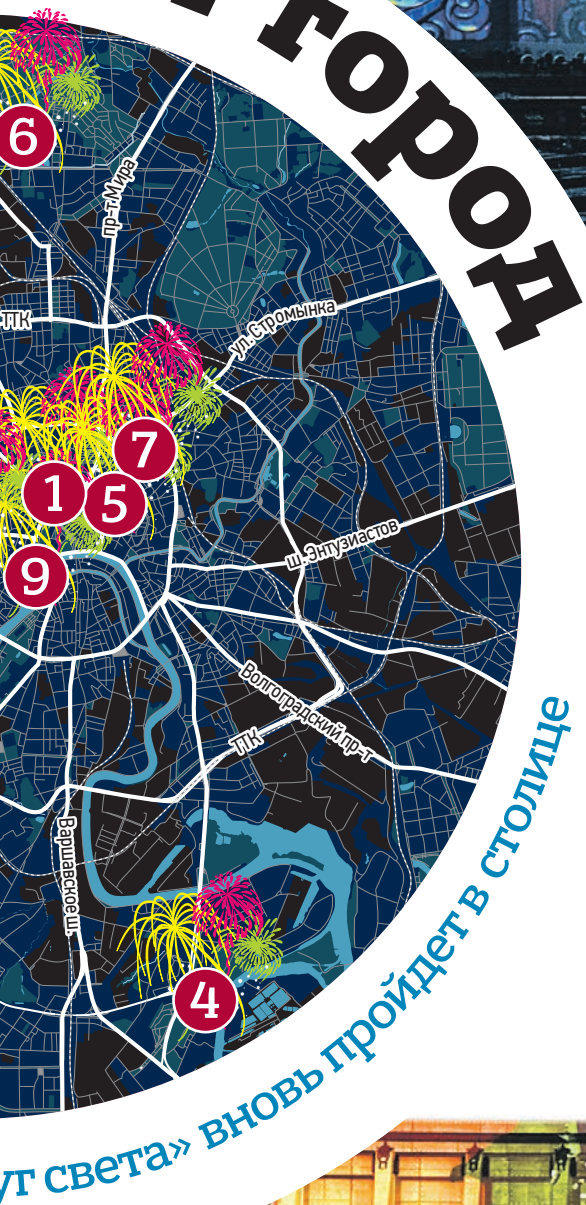 город
6
пр-т Мира
ТТК
ул. Стромынка
7
1
5
ш. Энтузиастов
9
Волгоградский пр-т
ТТК
Варшавское ш.
4
света» вновь пройдет в столице